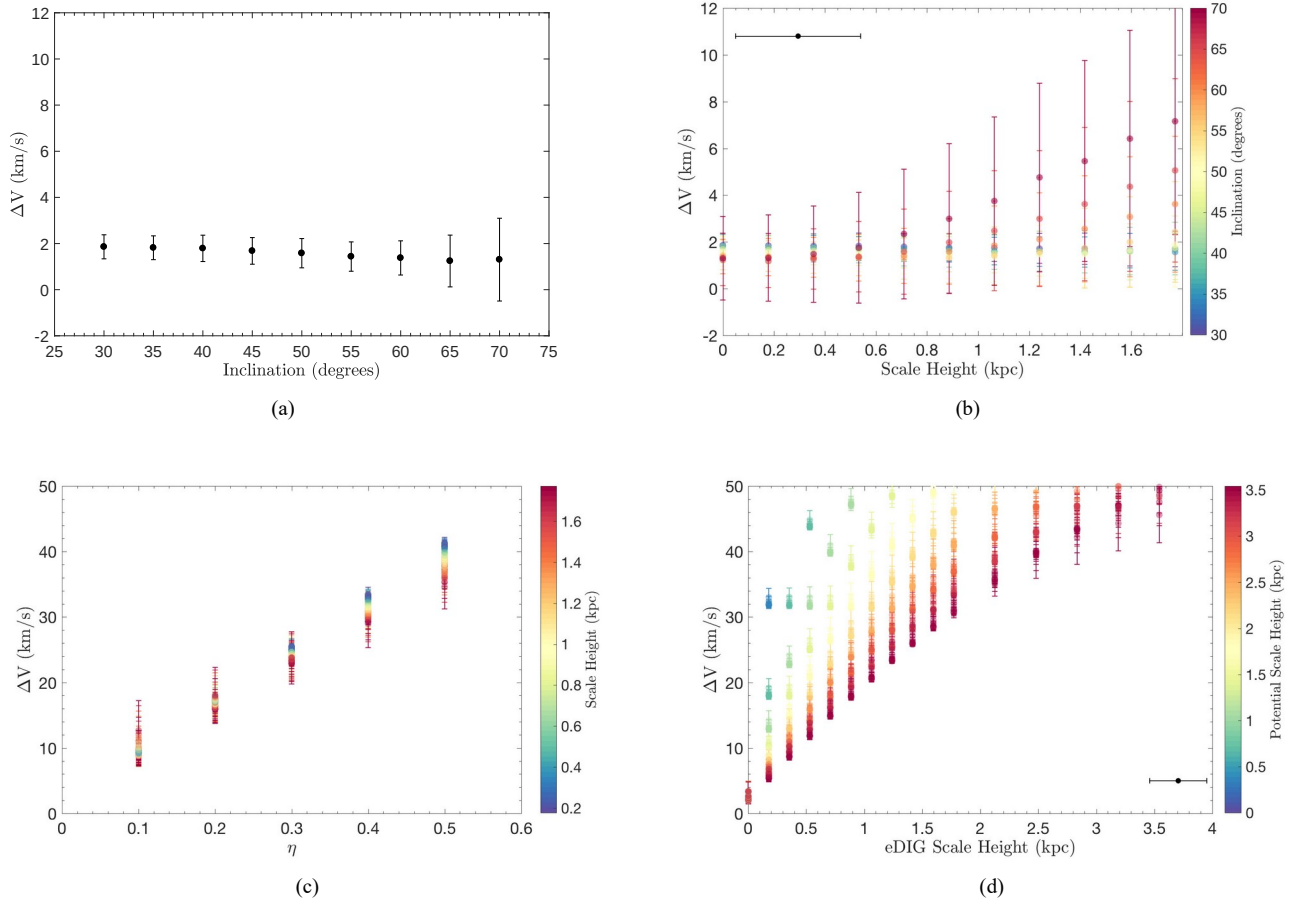 12
10
8
6
4
2
0
-2
ΔV (km/s)
25 30 35 40 45 50 55 60 65 70 75
Inclination (degrees)
(a)
12
10
8
6
4
2
0
-2
ΔV (km/s)
0 0.2 0.4 0.6 0.8 1 1.2 1.4 1.6
Scale Height (kpc)
70
65
60
55
50
45
40
35
30
Inclination (degrees)
(b)
50
40
30
20
10
0
ΔV (km/s)
0 0.1 0.2 0.3 0.4 0.5 0.6
η
1.6
1.4
1.2
1
0.8
0.6
0.4
0.2
Scale Height (kpc)
(c)
50
40
30
20
10
0
ΔV (km/s)
0 0.5 1 1.5 2 2.5 3 3.5 4
eDIG Scale Height (kpc)
3.5
3
2.5
2
1.5
1
0.5
0
Potential Scale Height (kpc)
(d)